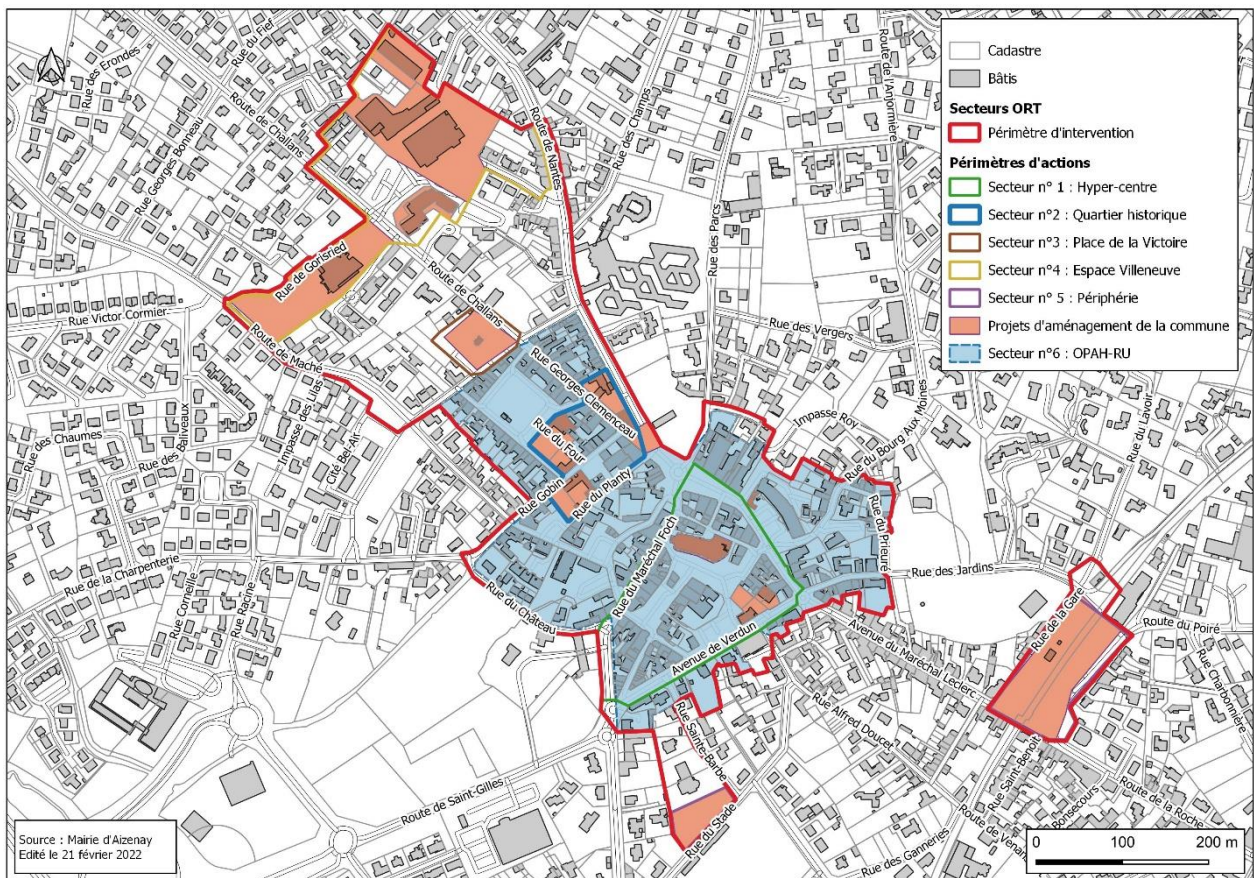 Cadastre
Bâtis
Secteurs ORT
Périmètre d'intervention
Périmètres d'actions
Secteur n° 1 : Hyper-centre
Secteur n°2 : Quartier historique
Secteur n°3 : Place de la Victoire
Secteur n°4 : Espace Villeneuve
Secteur n° 5 : Périphérie
Projets d'aménagement de la commune
Secteur n°6 : OPAH-RU
Rue du Fief
Rue des Erondes
Route de Challans
Rue Georges Bonneau
Route de Nantes
Rue des Champs
Route de l'Anjormière
Rue des Parcs
Rue de Gorisried
Route de Challans
Rue Victor Cormier
Route de Maché
Rue des Vergers
Rue Georges Clemenceau
Impasse des Lilas
Cité Bel-Air
Rue des Chaumes
Rue des Baliveaux
Rue du Four
Rue Gobin
Rue du Planty
Impasse Roy
Rue du Bourg Aux Moines
Rue du Lavoir
Rue du Prieuré
Rue du Maréchal Foch
Rue de la Charpenterie
Rue Corneille
Rue Racine
Rue du Château
Rue des Jardins
Rue de la Gare
Route du Poiré
Avenue de Verdun
Avenue du Maréchal Leclerc
Rue Charbonnière
Rue Alfred Doucet
Rue Sainte-Barbe
Rue Saint-Benoit
Route de Saint-Gilles
Rue du Stade
Bonsecours
Route de la Roche
Route de Venan
Rue des Ganneries
Source : Mairie d'Aizenay
Edité le 21 février 2022
0 100 200 m